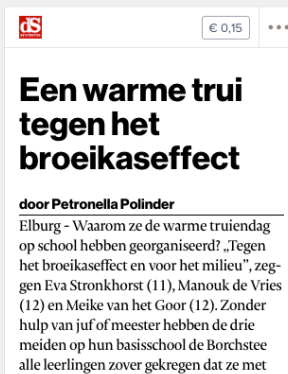 dS
DE STENTOR
€ 0,15
Een warme trui
tegen het
broeikaseffect
door Petronella Polinder
Elburg - Waarom ze de warme truiendag
op school hebben georganiseerd? „Tegen
het broeikaseffect en voor het milieu”, zeg-
gen Eva Stronkhorst (11), Manouk de Vries
(12) en Meike van het Goor (12). Zonder
hulp van juf of meester hebben de drie
meiden op hun basisschool de Borchstee
alle leerlingen zover gekregen dat ze met